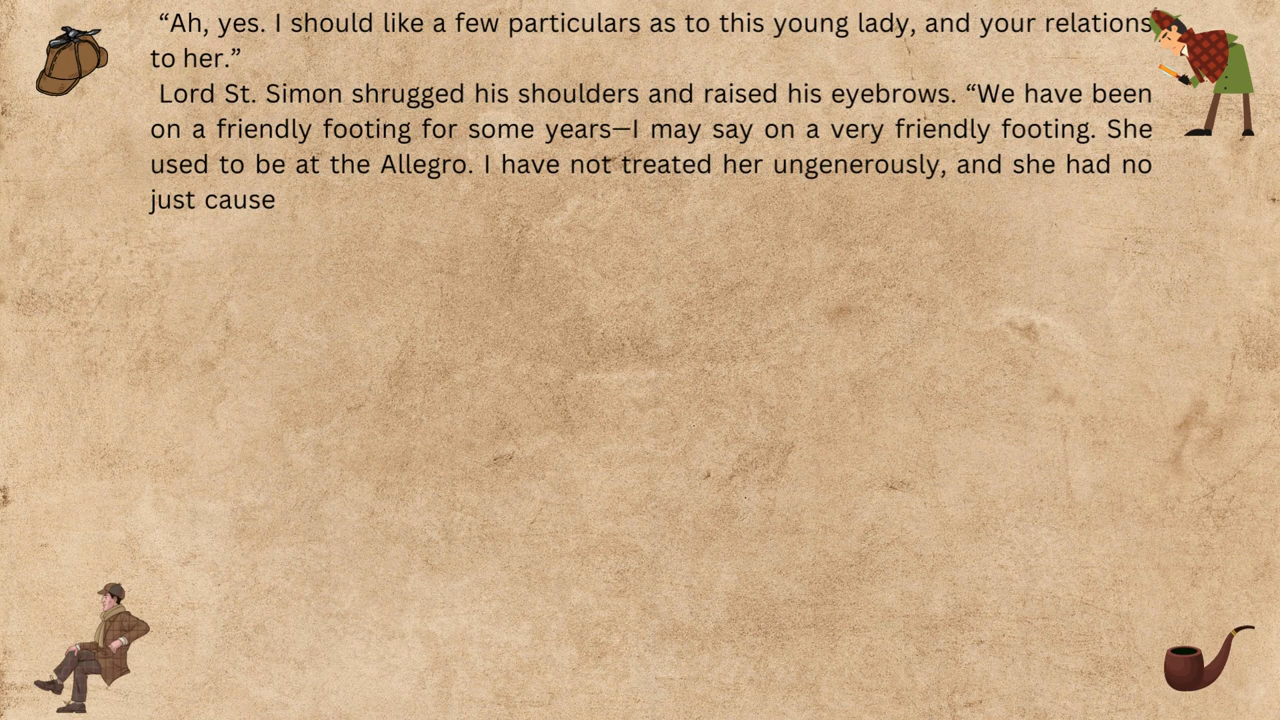 “Ah, yes. I should like a few particulars as to this young lady, and your relations
to her.”
Lord St. Simon shrugged his shoulders and raised his eyebrows. “We have been
on a friendly footing for some years—I may say on a very friendly footing. She
used to be at the Allegro. I have not treated her ungenerously, and she had no
just cause